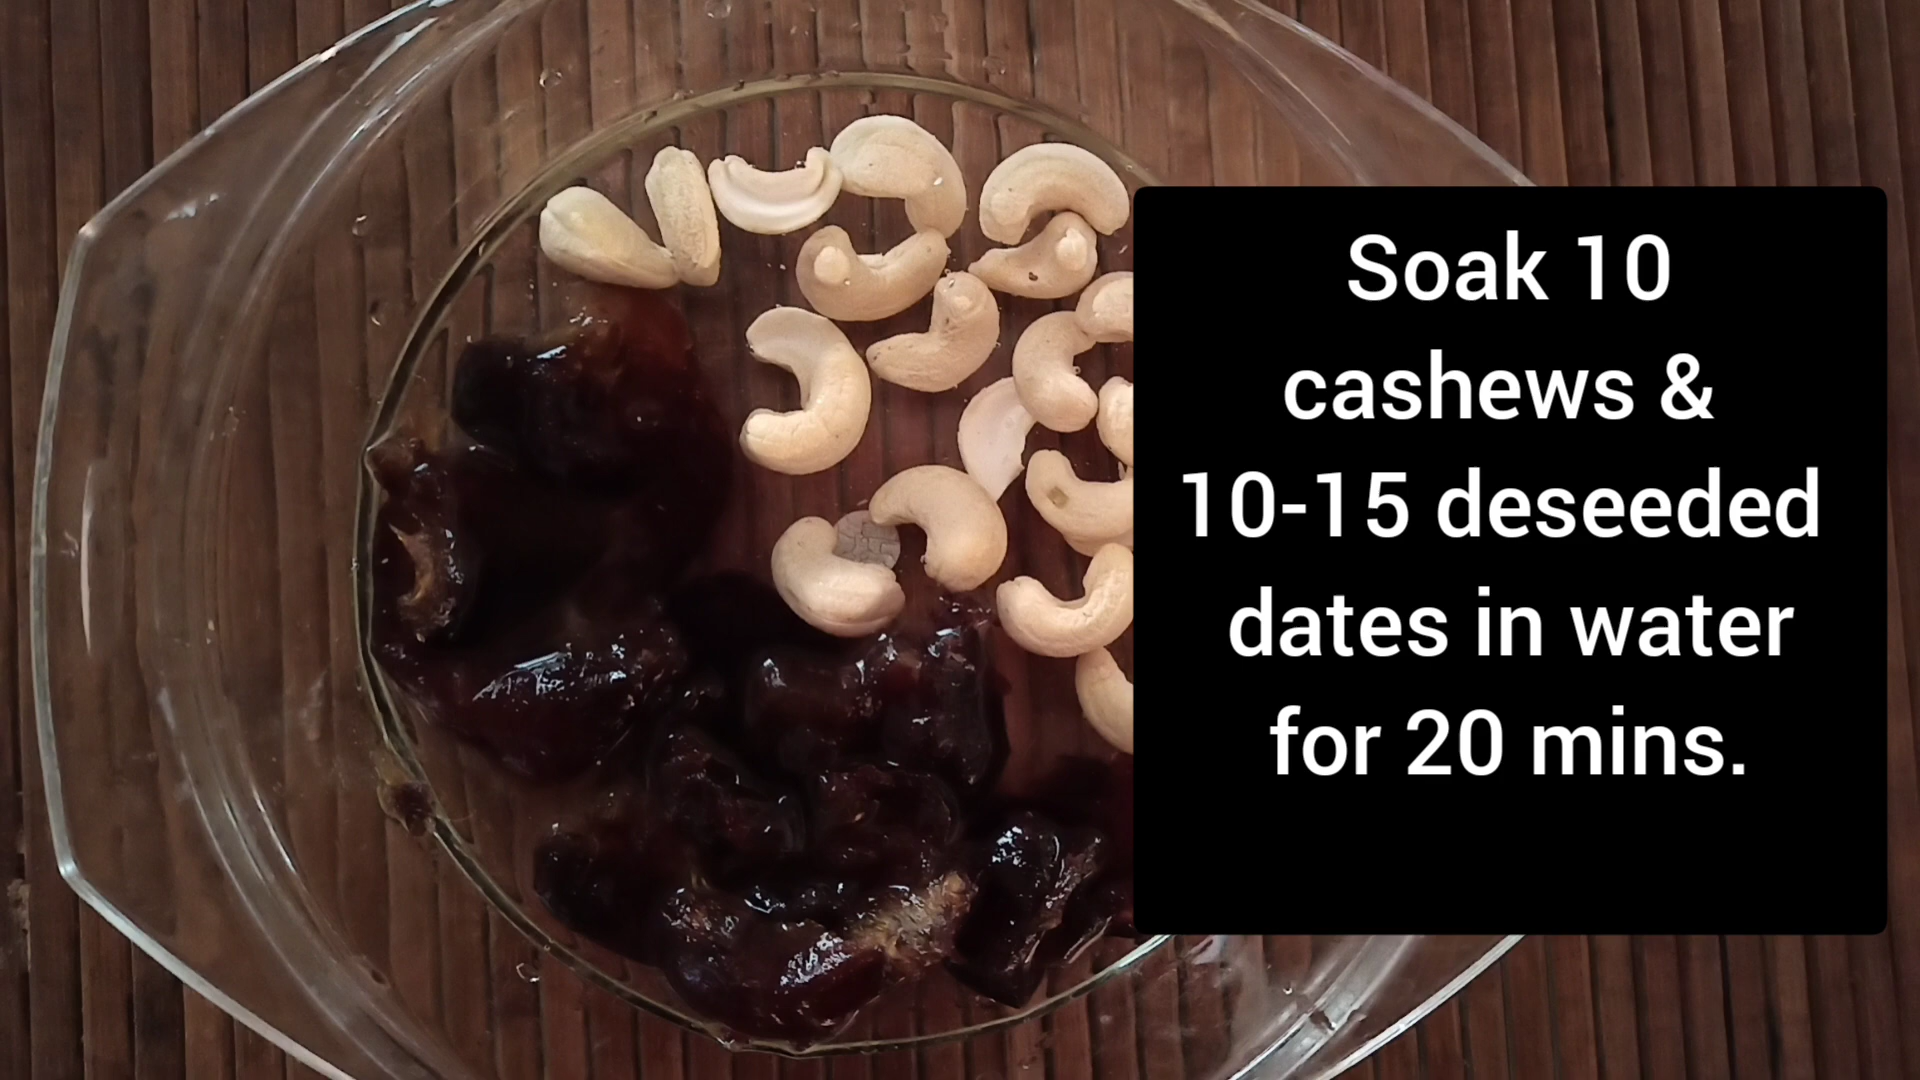 Soak 10
cashews &
10-15 deseeded
dates in water
for 20 mins.